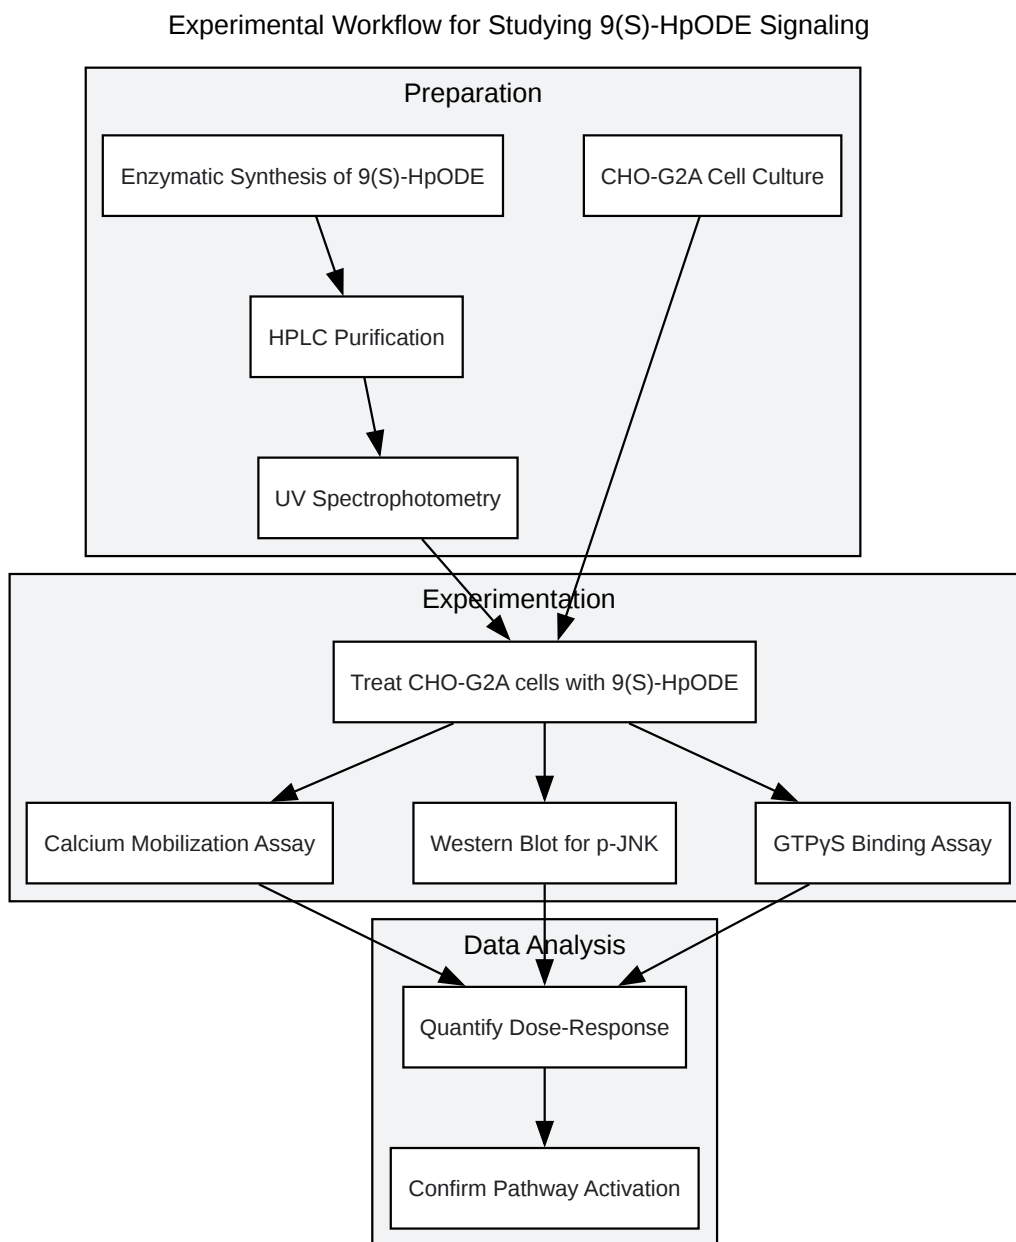 Experimental Workflow for Studying 9(S)-HpODE Signaling
Preparation
Enzymatic Synthesis of 9(S)-HpODE
CHO-G2A Cell Culture
HPLC Purification
UV Spectrophotometry
Experimentation
Treat CHO-G2A cells with 9(S)-HpODE
Calcium Mobilization Assay
Western Blot for p-JNK
GTPγS Binding Assay
Data Analysis
Quantify Dose-Response
Confirm Pathway Activation